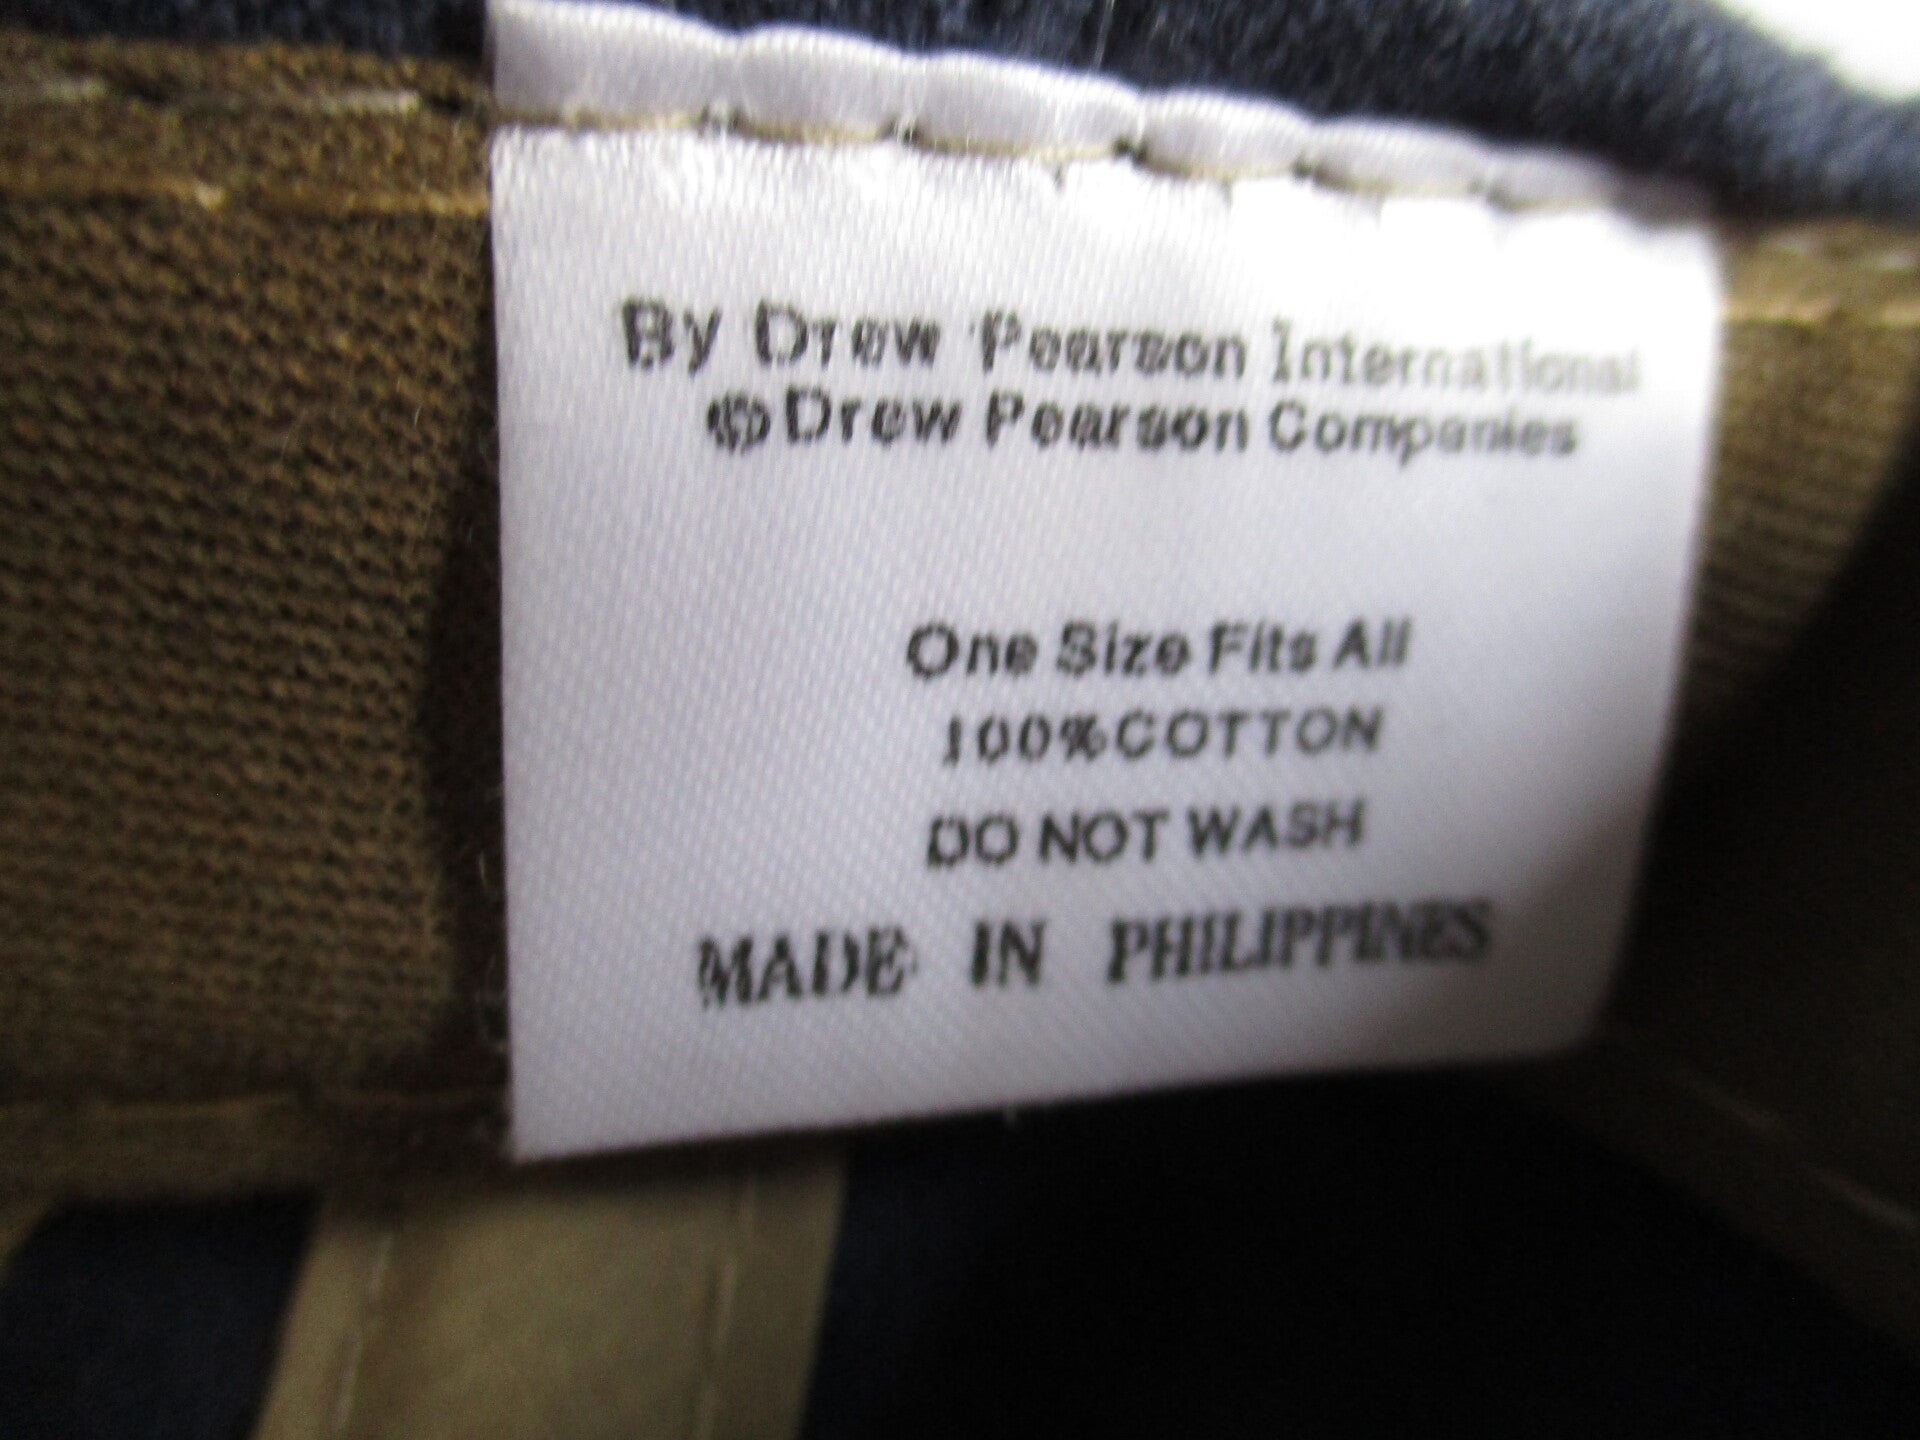 By Drew Pearson International
© Drew Pearson Companies
One Size Fits All
100% COTTON
DO NOT WASH
MADE IN PHILIPPINES